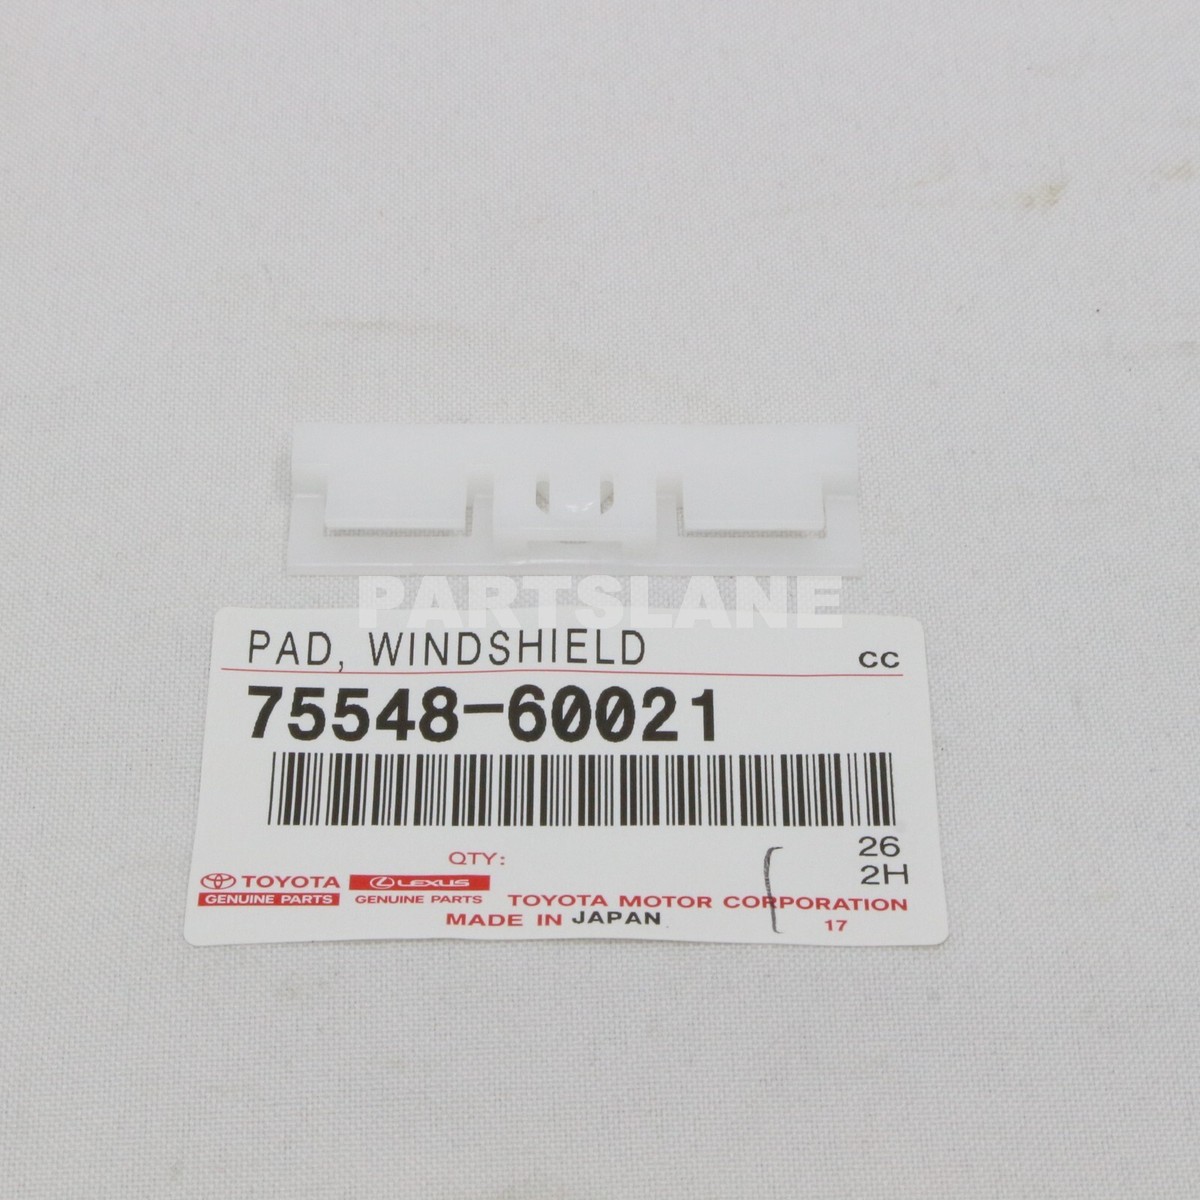 PARTSLANE
PAD, WINDSHIELD
CC
75548-60021
26
2H
QTY:
TOYOTA
GENUINE PARTS
LEXUS
GENUINE PARTS
TOYOTA MOTOR CORPORATION
MADE IN JAPAN
17